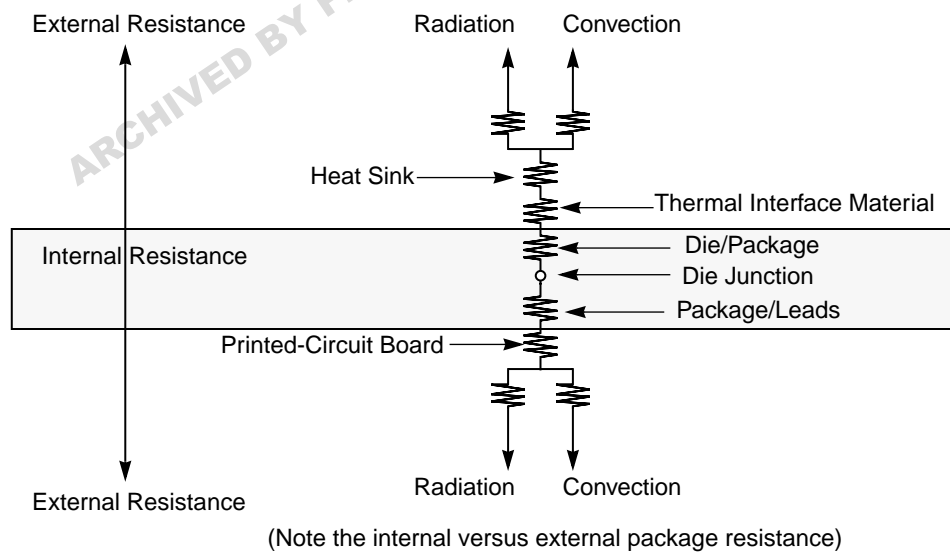 External Resistance
Radiation Convection
ARCHIVED BY
Heat Sink
Thermal Interface Material
Internal Resistance
Die/Package
Die Junction
Package/Leads
Printed-Circuit Board
Radiation Convection
External Resistance
(Note the internal versus external package resistance)